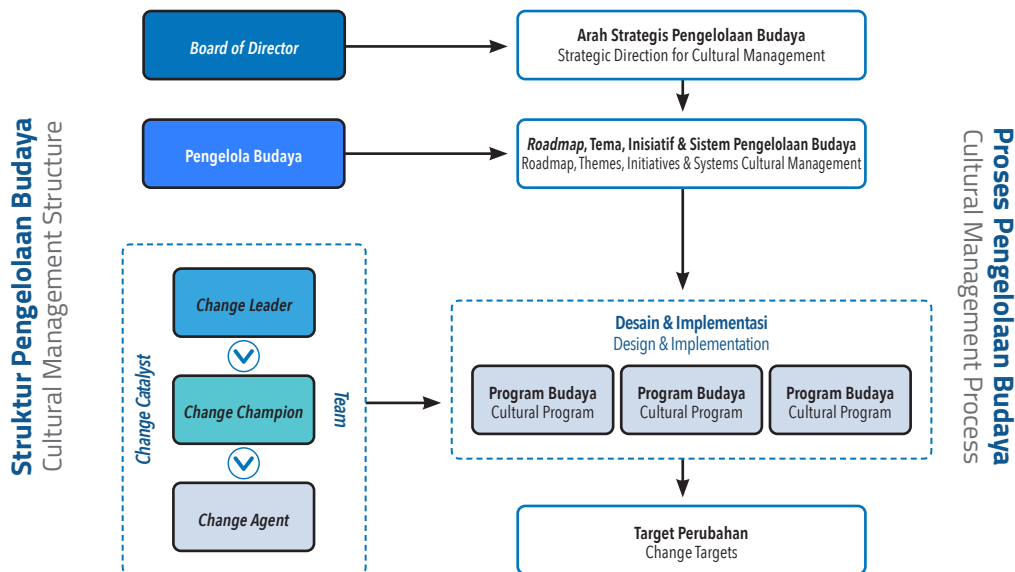 Struktur Pengelolaan Budaya
Cultural Management Structure
Board of Director
Arah Strategis Pengelolaan Budaya
Strategic Direction for Cultural Management
Pengelola Budaya
Roadmap, Tema, Inisiatif & Sistem Pengelolaan Budaya
Roadmap, Themes, Initiatives & Systems Cultural Management
Change Catalyst
Team
Change Leader
Change Champion
Change Agent
Desain & Implementasi
Design & Implementation
Program Budaya
Cultural Program
Program Budaya
Cultural Program
Program Budaya
Cultural Program
Target Perubahan
Change Targets
Proses Pengelolaan Budaya
Cultural Management Process